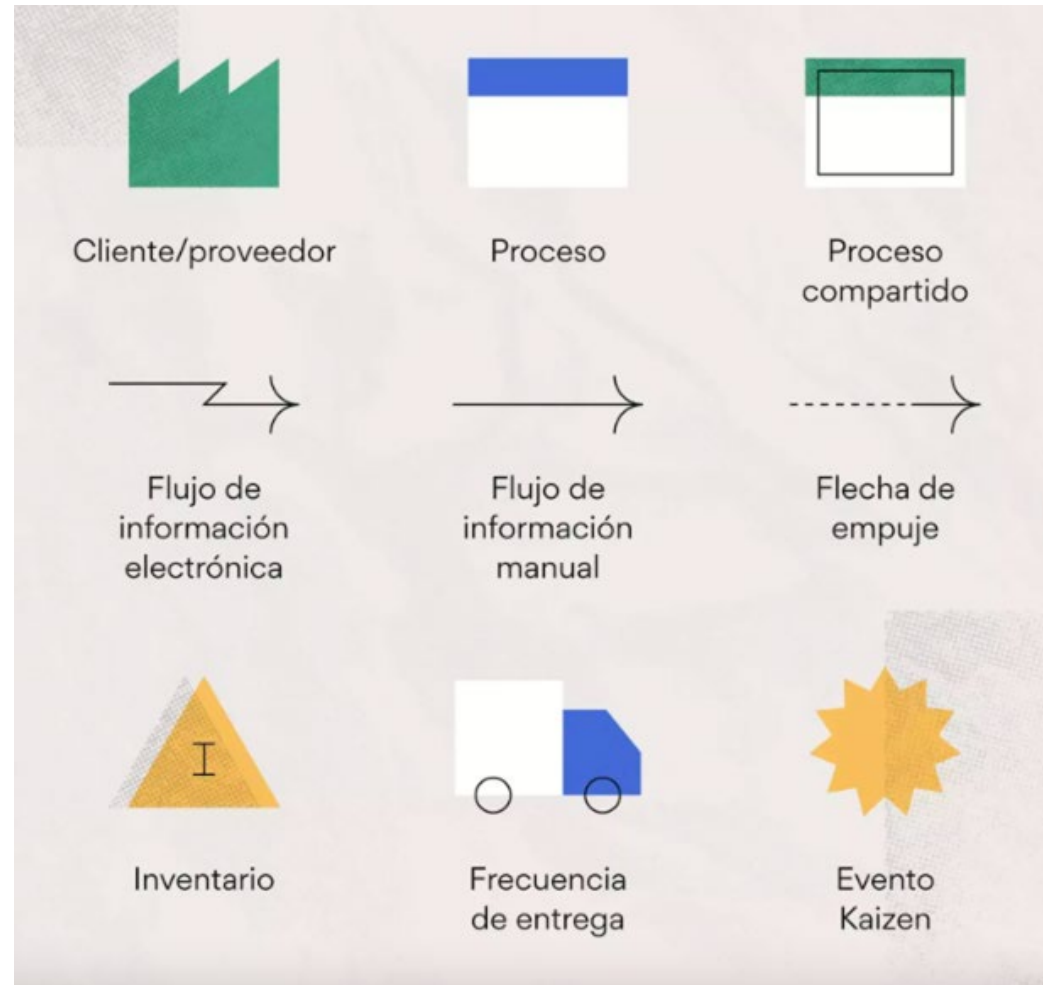 Cliente/proveedor
Proceso
Proceso
compartido
Flujo de
información
electrónica
Flujo de
información
manual
Flecha de
empuje
I
Inventario
Frecuencia
de entrega
Evento
Kaizen